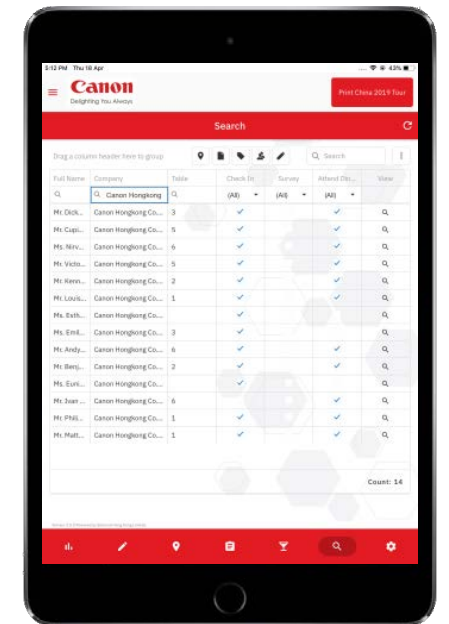 5:12 PM Thu 18 Apr
43%
Canon
Delighting You Always
Print China 2019 Tour
Search
Drag a column header here to group
Search
Full Name Company Table Check In Survey Attend Din... View
Canon Hongkong (All) (All) (All)
Mr. Dick... Canon Hongkong Co... 3
Mr. Cupi... Canon Hongkong Co... 5
Ms. Nirv... Canon Hongkong Co... 6
Mr. Victo... Canon Hongkong Co... 5
Mr. Kenn... Canon Hongkong Co... 2
Mr. Louis... Canon Hongkong Co... 1
Ms. Esth... Canon Hongkong Co...
Ms. Emil... Canon Hongkong Co... 3
Mr. Andy... Canon Hongkong Co... 6
Mr. Benj... Canon Hongkong Co... 2
Ms. Euni... Canon Hongkong Co...
Mr. Ivan ... Canon Hongkong Co... 6
Mr. Phil... Canon Hongkong Co... 1
Mr. Matt... Canon Hongkong Co... 1
Count: 14